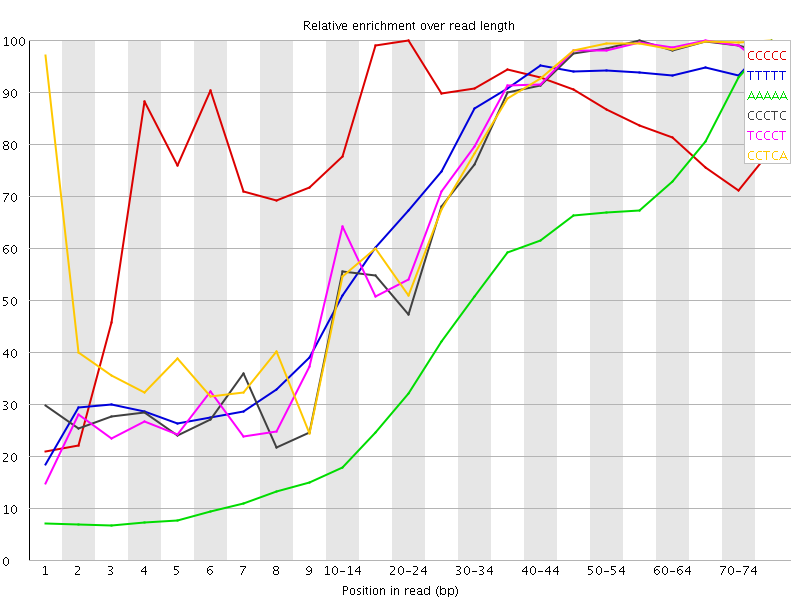 Relative enrichment over read length
100
90
80
70
60
50
40
30
20
10
0
CCCCC
TTTTT
AAAAA
CCCTC
TCCCT
CCTCA
1 2 3 4 5 6 7 8 9 10-14 20-24 30-34 40-44 50-54 60-64 70-74
Position in read (bp)